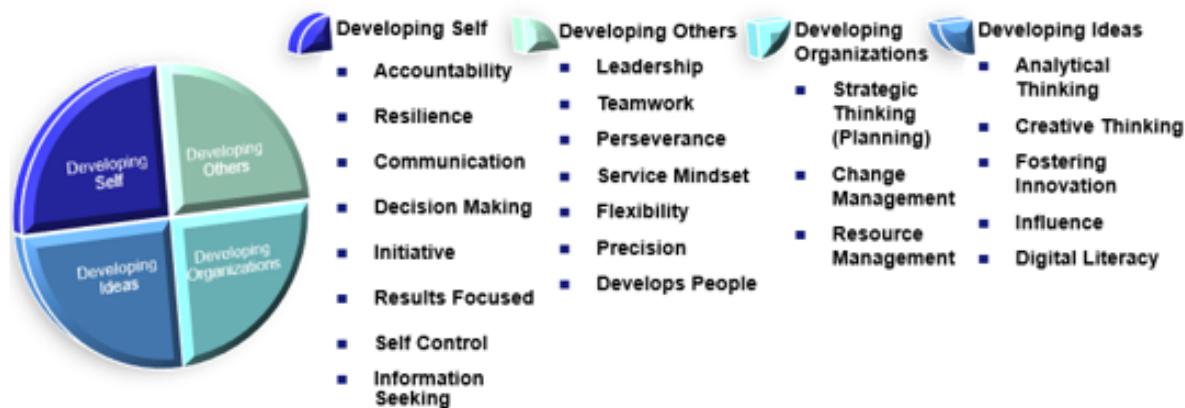 Developing
Self
Developing
Others
Developing
Ideas
Developing
Organizations
Developing Self
Accountability
Resilience
Communication
Decision Making
Initiative
Results Focused
Self Control
Information
Seeking
Developing Others
Leadership
Teamwork
Perseverance
Service Mindset
Flexibility
Precision
Develops People
Developing
Organizations
Strategic
Thinking
(Planning)
Change
Management
Resource
Management
Developing Ideas
Analytical
Thinking
Creative Thinking
Fostering
Innovation
Influence
Digital Literacy